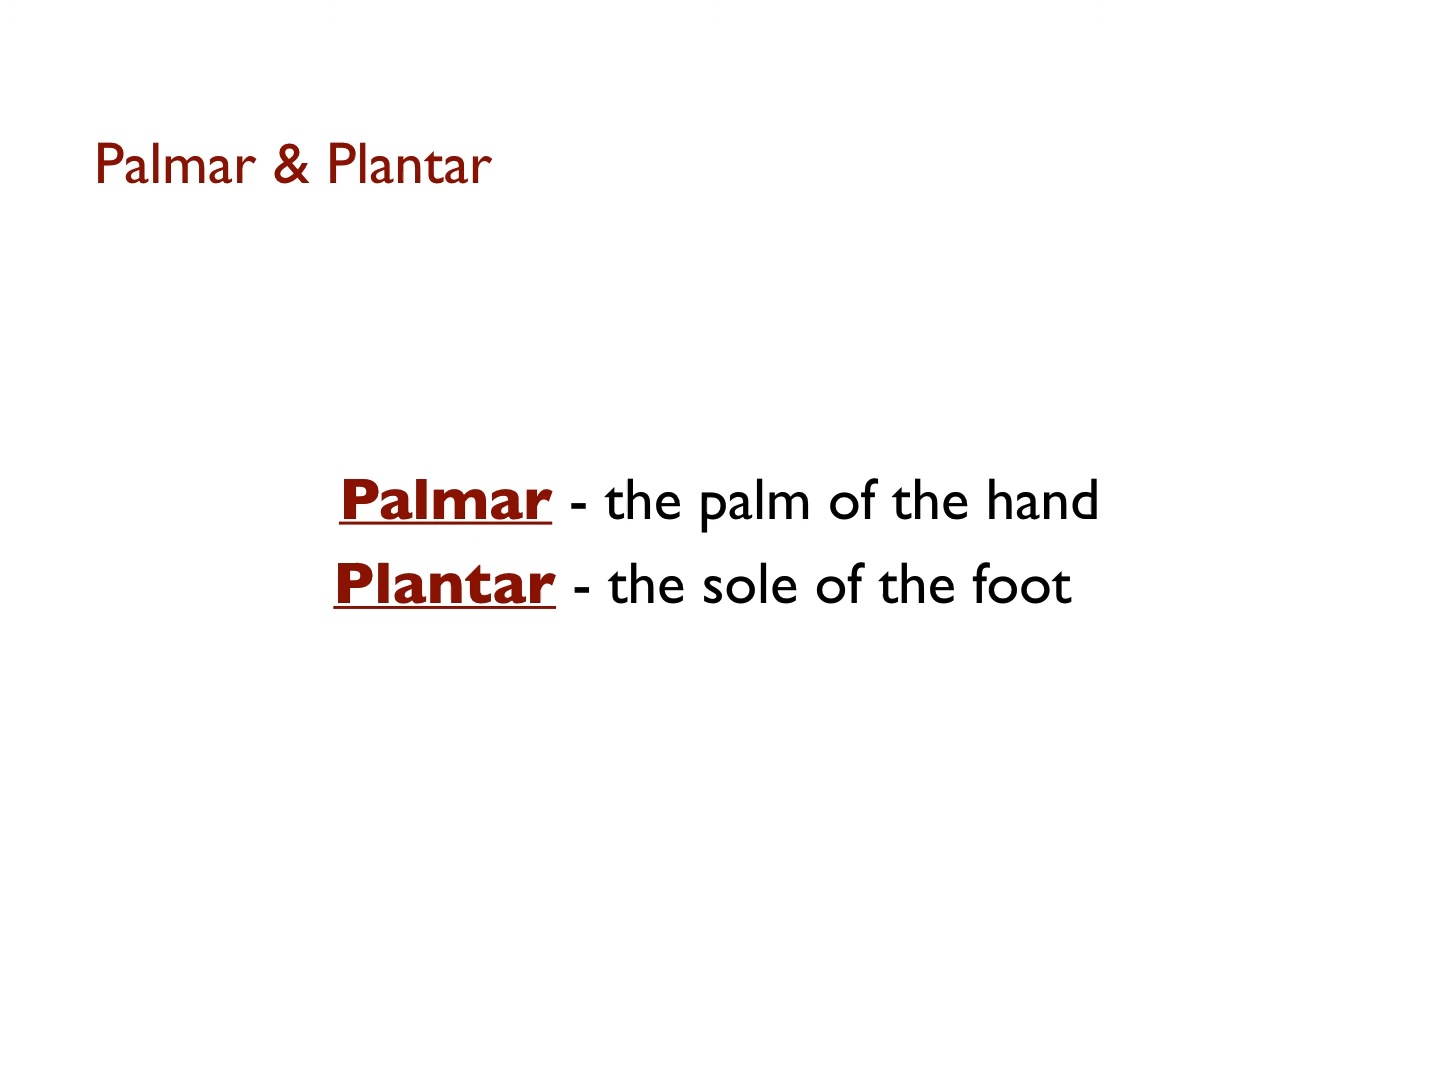 Palmar & Plantar
Palmar - the palm of the hand
Plantar - the sole of the foot